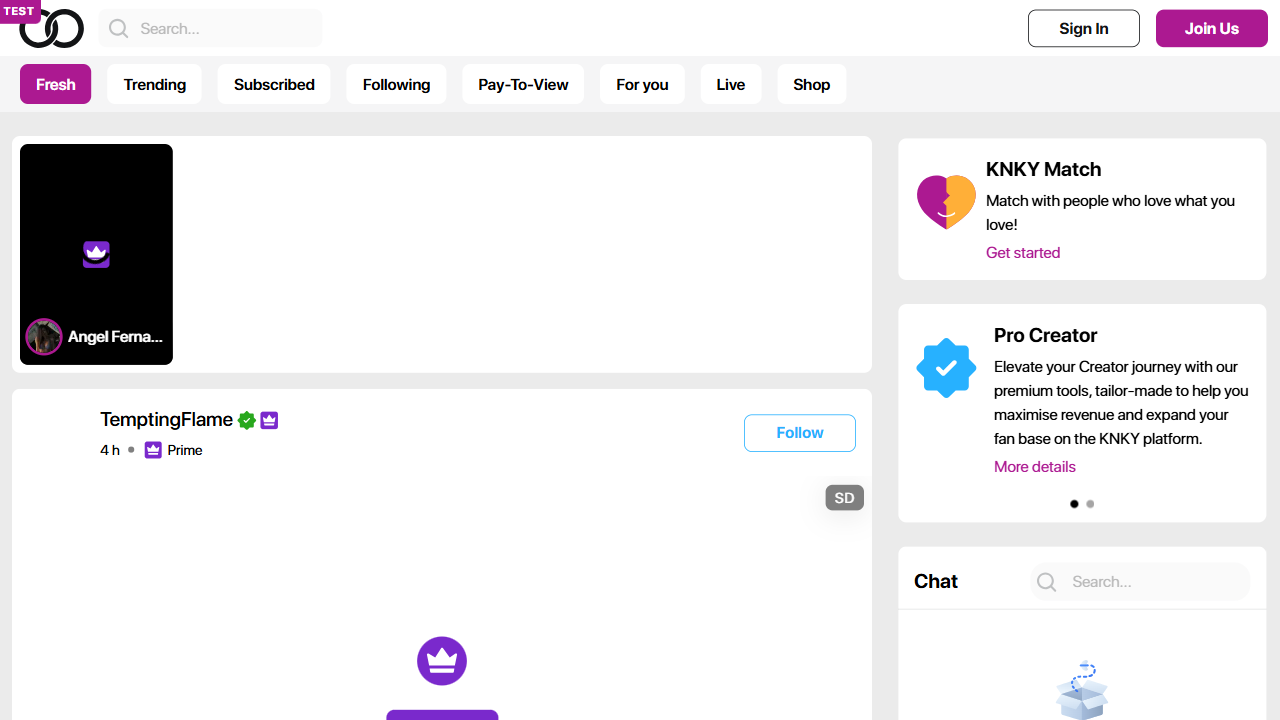 TEST
Search...
Sign In
Join Us
Fresh
Trending
Subscribed
Following
Pay-To-View
For you
Live
Shop
Angel Ferna...
TemptingFlame
4 h
Prime
Follow
SD
KNKY Match
Match with people who love what you
love!
Get started
Pro Creator
Elevate your Creator journey with our
premium tools, tailor-made to help you
maximise revenue and expand your
fan base on the KNKY platform.
More details
Chat
Search...